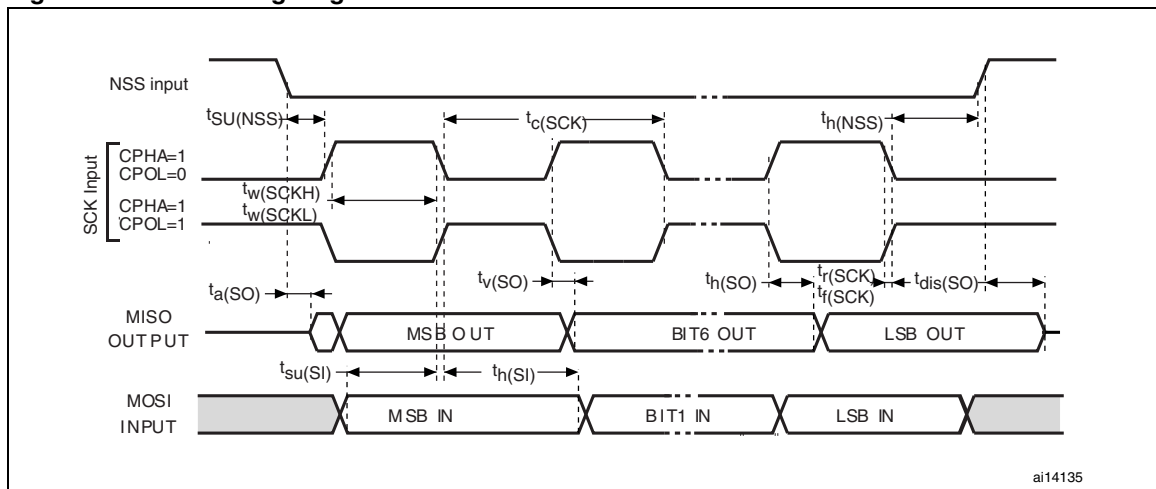 NSS input
tSU(NSS)
tc(SCK)
th(NSS)
SCK Input
CPHA=1
CPOL=0
tw(SCKH)
tw(SCKL)
CPHA=1
CPOL=1
ta(SO)
tv(SO)
th(SO)
tr(SCK)
tf(SCK)
tdis(SO)
MISO
OUTPUT
MSB OUT
BIT6 OUT
LSB OUT
tsu(SI)
th(SI)
MOSI
INPUT
MSB IN
BIT1 IN
LSB IN
ai14135